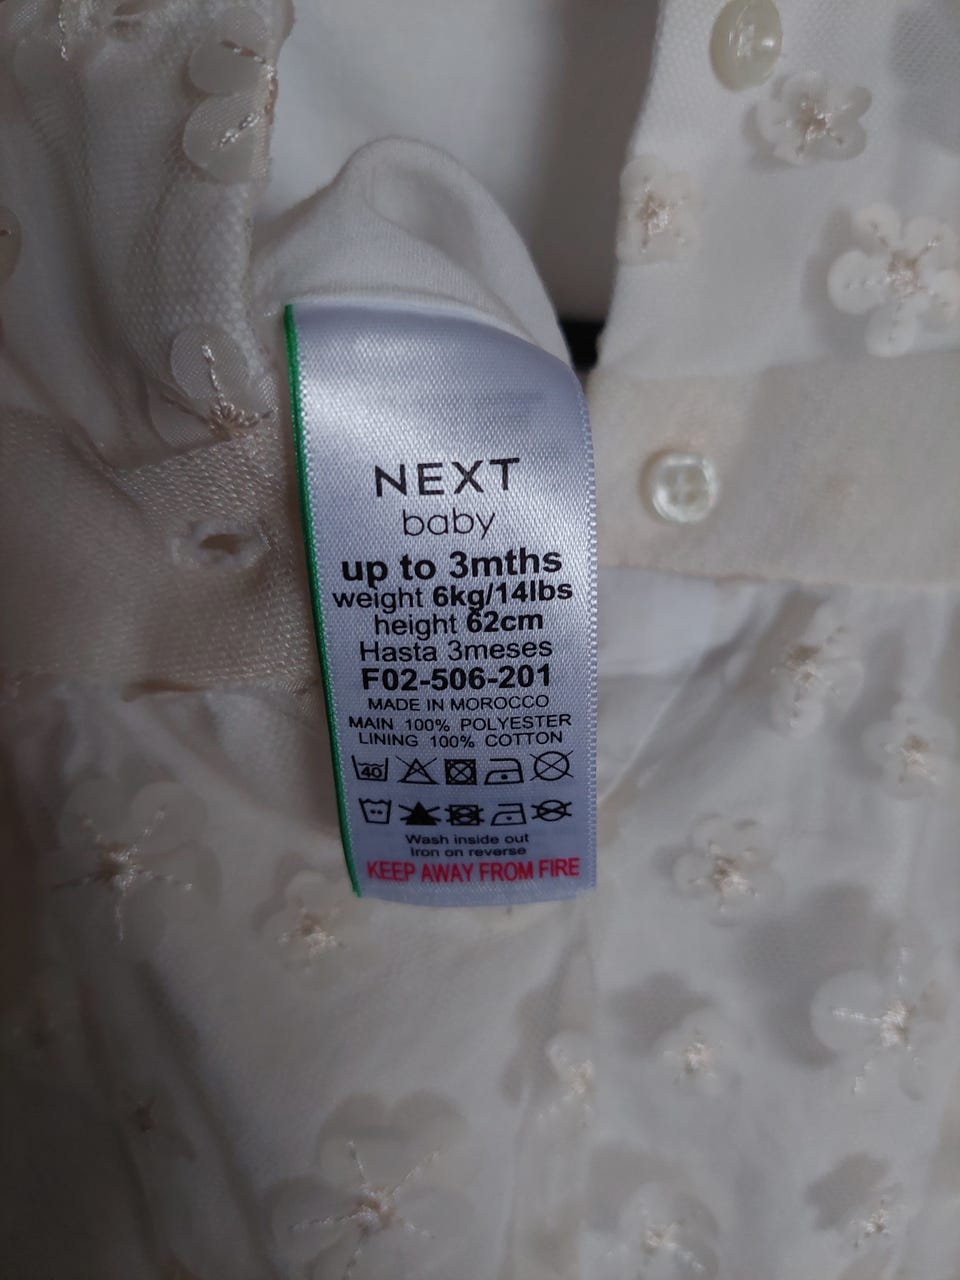 NEXT
baby
up to 3mths
weight 6kg/14lbs
height 62cm
Hasta 3meses
F02-506-201
MADE IN MOROCCO
MAIN 100% POLYESTER
LINING 100% COTTON
40
Wash inside out
Iron on reverse
KEEP AWAY FROM FIRE